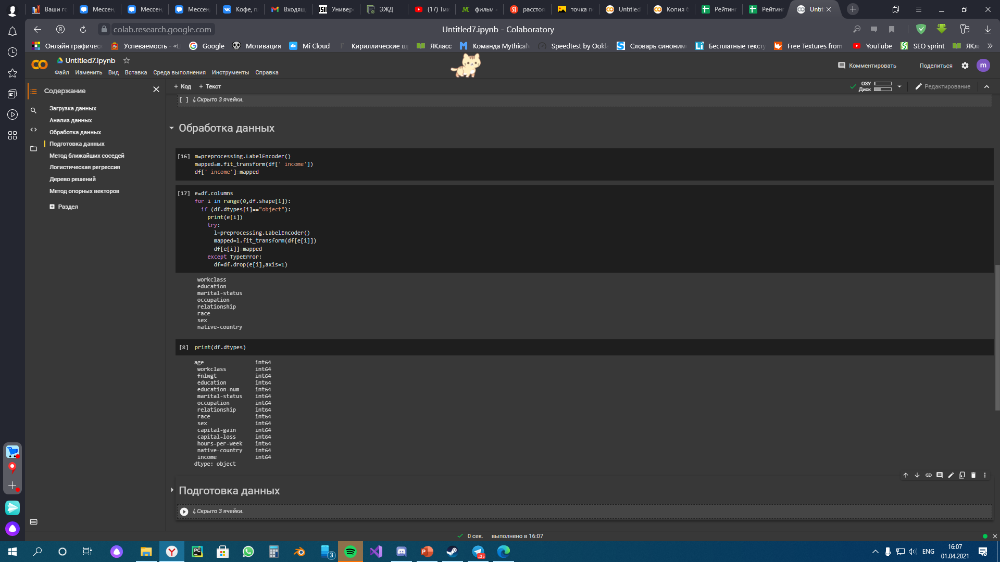 Ваши го
Мессен
Мессен
Мессен
Кофе, п
Входящ
Универ
ЭЖД
(17) Тих
фильм
расстоя
точка п
Untitled
Копия б
Рейтинг
Рейтинг
Untit
colab.research.google.com
Untitled7.ipynb - Colaboratory
Онлайн графичес
Успеваемость - «Ц
Google
Мотивация
Mi Cloud
Кириллические ш
ЯКласс
Команда Mythical
Speedtest by Ookl
Словарь синоним
Бесплатные тексту
Free Textures from
YouTube
SEO sprint
ЯКл
Untitled7.ipynb
Файл Изменить Вид Вставка Среда выполнения Инструменты Справка
Комментировать
Поделиться
m
Содержание
+ Код + Текст
ОЗУ
Диск
Редактирование
Загрузка данных
Анализ данных
Обработка данных
Подготовка данных
Метод ближайших соседей
Логистическая регрессия
Дерево решений
Метод опорных векторов
Раздел
[ ] ↳ Скрыто 3 ячейки.
Обработка данных
[16] m=preprocessing.LabelEncoder()
mapped=m.fit_transform(df[' income'])
df[' income']=mapped
[17] e=df.columns
for i in range(0,df.shape[1]):
if (df.dtypes[i]=="object"):
print(e[i])
try:
l=preprocessing.LabelEncoder()
mapped=l.fit_transform(df[e[i]])
df[e[i]]=mapped
except TypeError:
df=df.drop(e[i],axis=1)
workclass
education
marital-status
occupation
relationship
race
sex
native-country
[8] print(df.dtypes)
age int64
workclass int64
fnlwgt int64
education int64
education-num int64
marital-status int64
occupation int64
relationship int64
race int64
sex int64
capital-gain int64
capital-loss int64
hours-per-week int64
native-country int64
income int64
dtype: object
Подготовка данных
↳ Скрыто 3 ячейки.
0 сек. выполнено в 16:07
3
ENG
16:07
01.04.2021